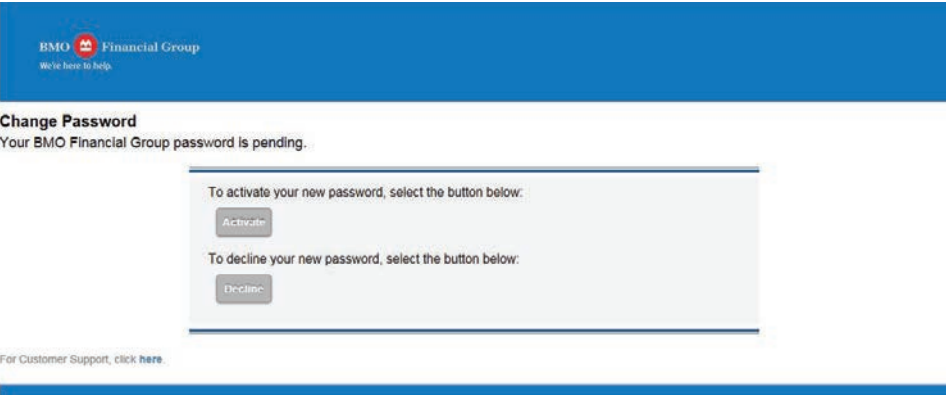 BMO Financial Group
We're here to help.
Change Password
Your BMO Financial Group password is pending.
To activate your new password, select the button below:
Activate
To decline your new password, select the button below:
Decline
For Customer Support, click here.